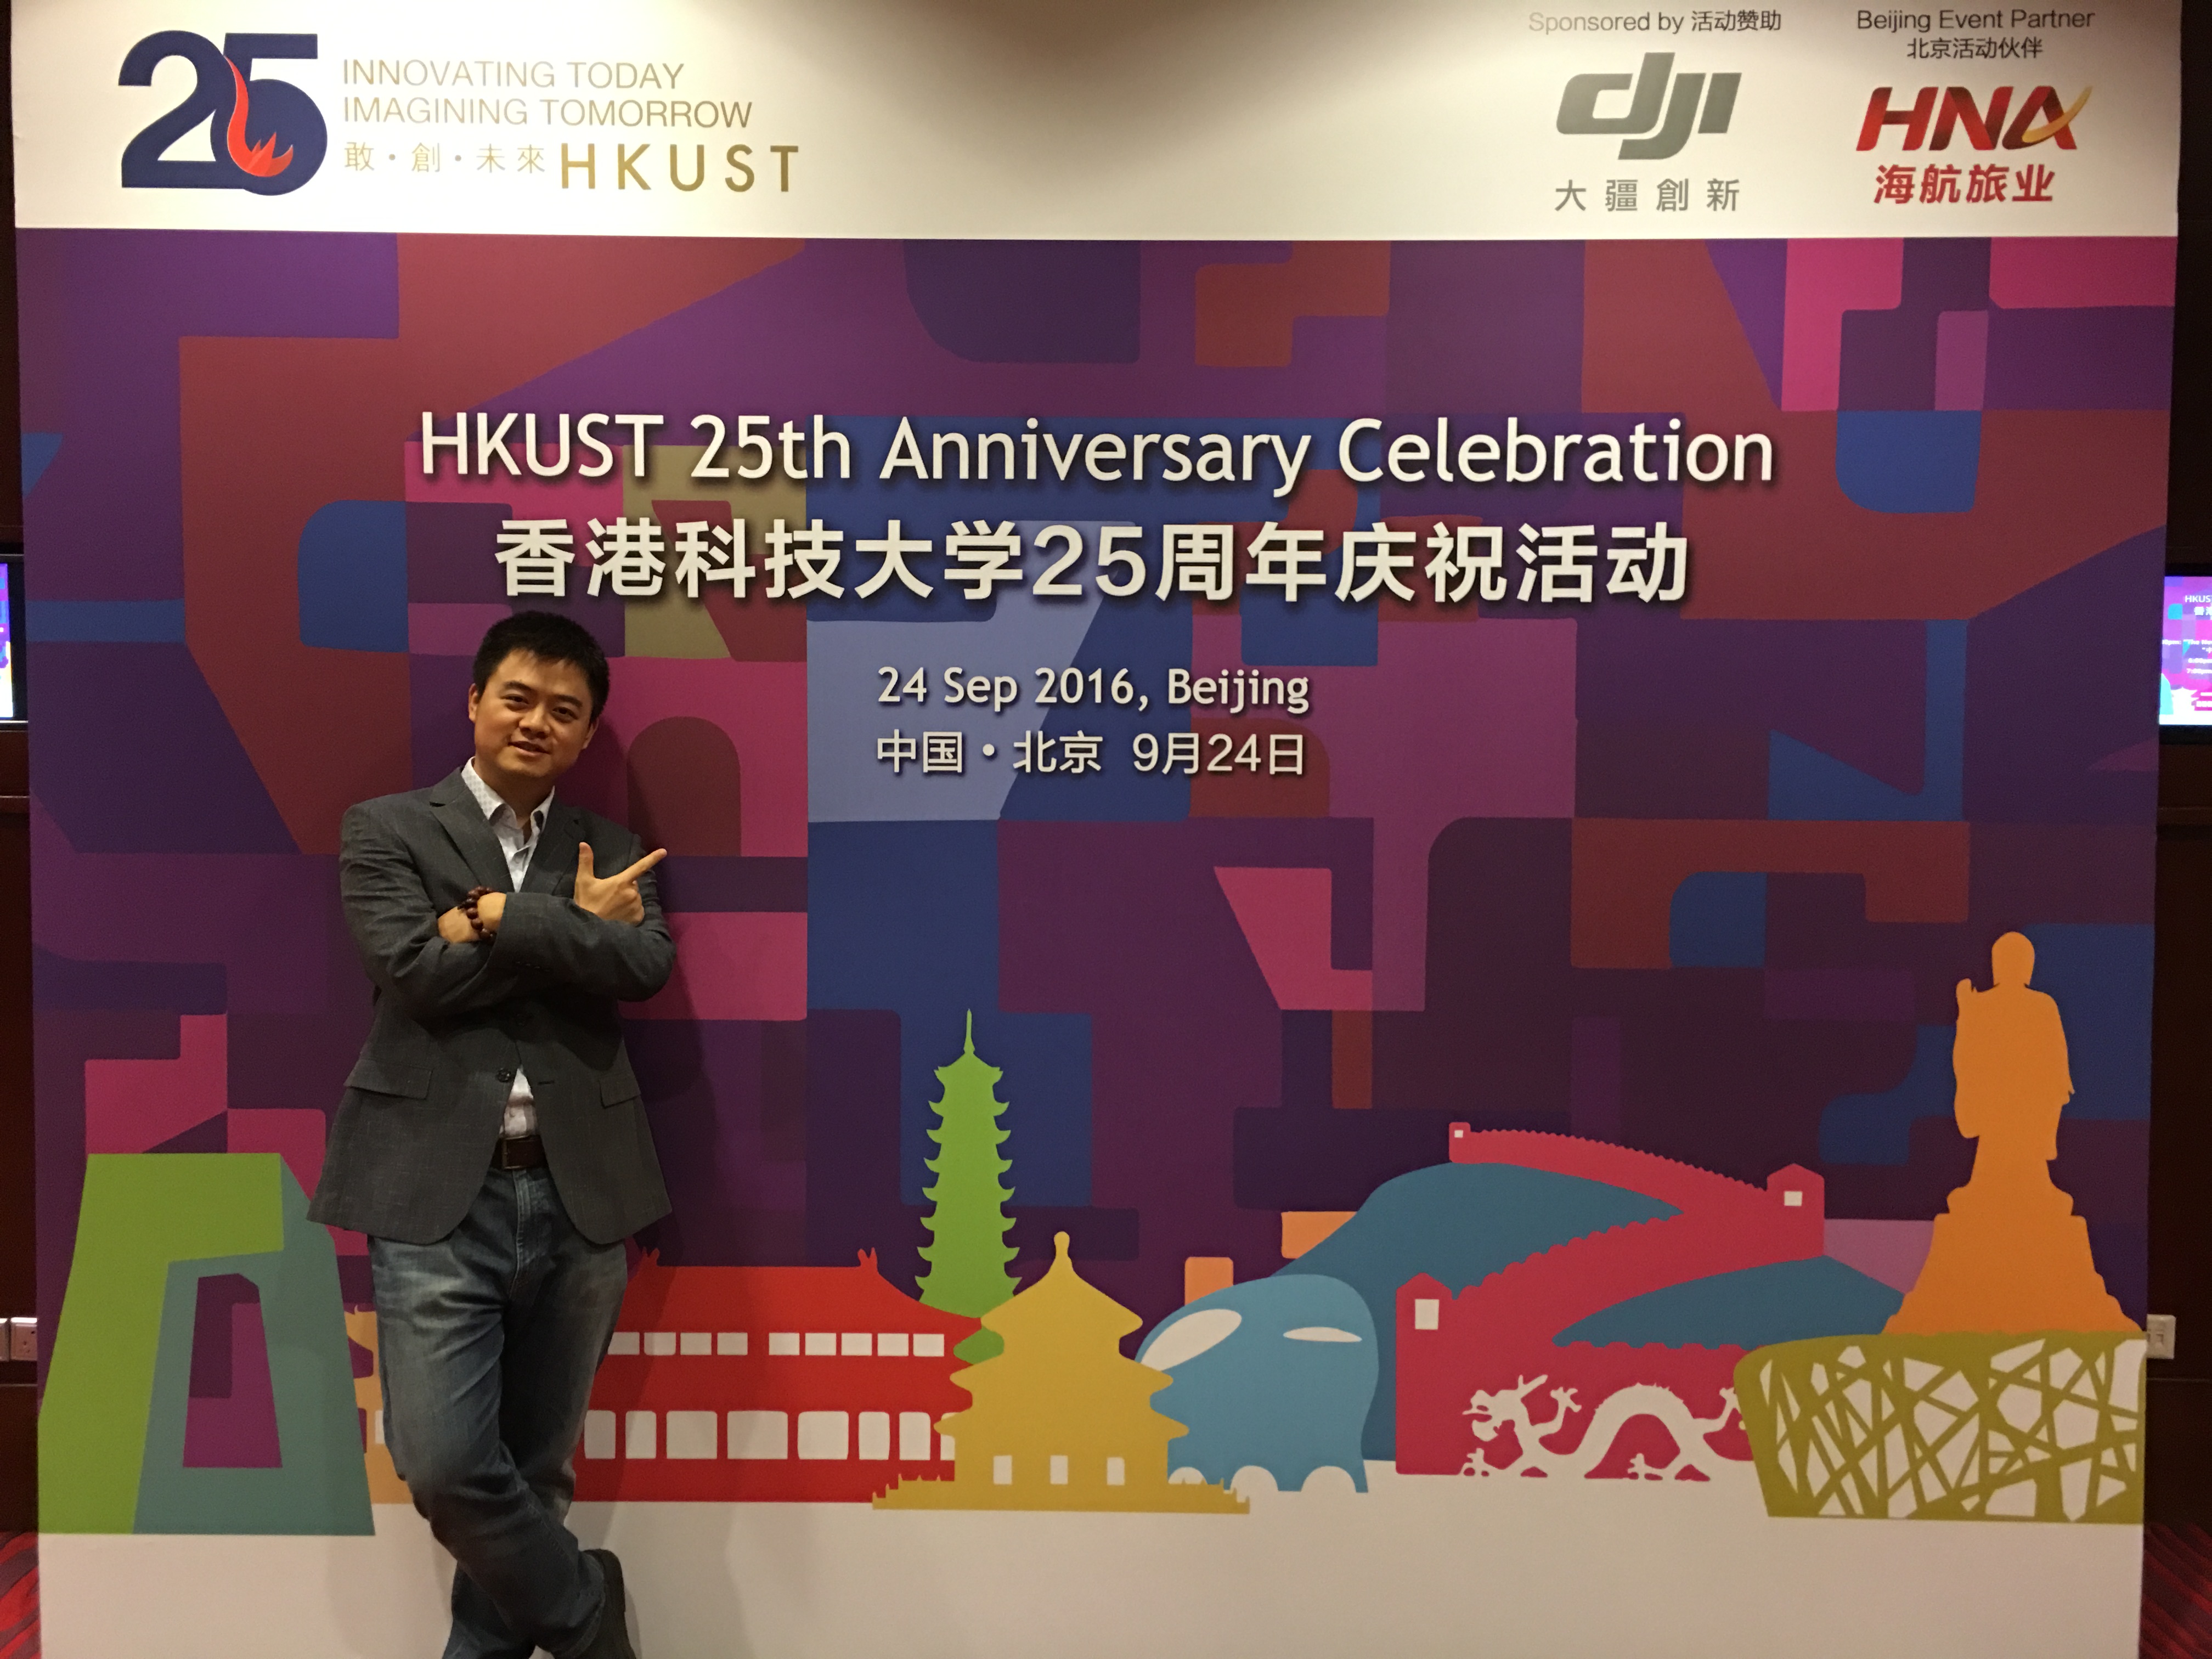 25
INNOVATING TODAY
IMAGINING TOMORROW
敢・創・未來 HKUST
Sponsored by 活动赞助
dji
大疆創新
Beijing Event Partner
北京活动伙伴
HNA
海航旅业
HKUST 25th Anniversary Celebration
香港科技大学25周年庆祝活动
24 Sep 2016, Beijing
中国・北京 9月24日
HKUS